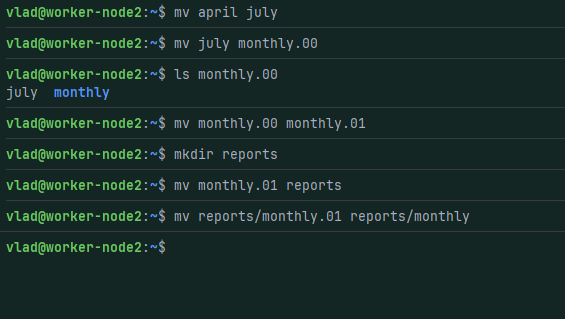 vlad@worker-node2:~$ mv april july
vlad@worker-node2:~$ mv july monthly.00
vlad@worker-node2:~$ ls monthly.00
july  monthly
vlad@worker-node2:~$ mv monthly.00 monthly.01
vlad@worker-node2:~$ mkdir reports
vlad@worker-node2:~$ mv monthly.01 reports
vlad@worker-node2:~$ mv reports/monthly.01 reports/monthly
vlad@worker-node2:~$